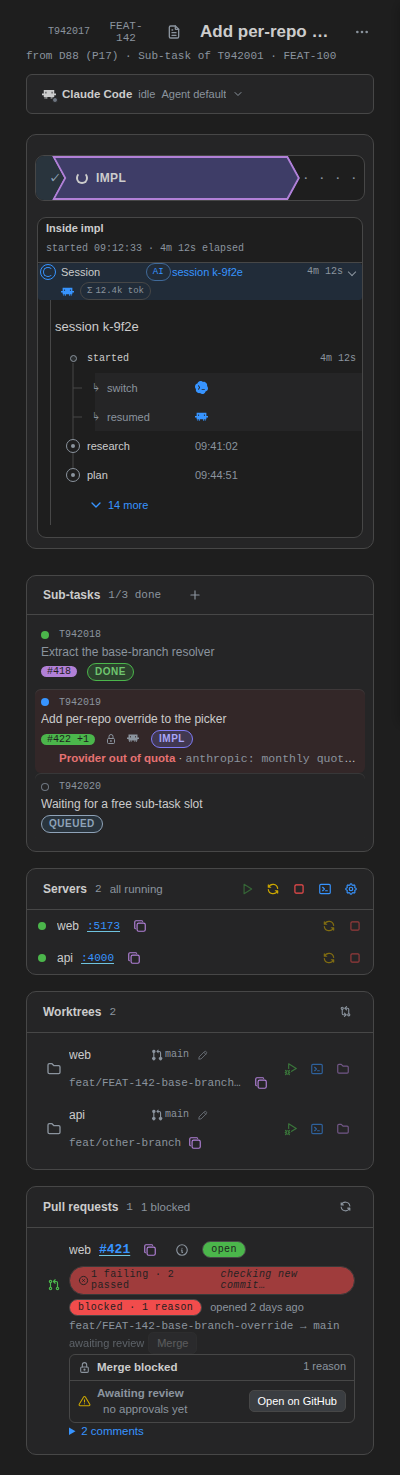 T942017 FEAT-142 Add per-repo …
from D88 (P17) · Sub-task of T942001 · FEAT-100
Claude Code idle Agent default
IMPL
Inside impl
started 09:12:33 · 4m 12s elapsed
Session AI session k-9f2e 4m 12s
Σ 12.4k tok
session k-9f2e
started 4m 12s
↳ switch
↳ resumed
research 09:41:02
plan 09:44:51
14 more
Sub-tasks 1/3 done
T942018
Extract the base-branch resolver
#418 DONE
T942019
Add per-repo override to the picker
#422 +1 IMPL
Provider out of quota · anthropic: monthly quot…
T942020
Waiting for a free sub-task slot
QUEUED
Servers 2 all running
web :5173
api :4000
Worktrees 2
web main
feat/FEAT-142-base-branch…
api main
feat/other-branch
Pull requests 1 1 blocked
web #421 open
1 failing · 2 passed checking new commit…
blocked · 1 reason opened 2 days ago
feat/FEAT-142-base-branch-override → main
awaiting review Merge
Merge blocked 1 reason
Awaiting review
no approvals yet
Open on GitHub
2 comments